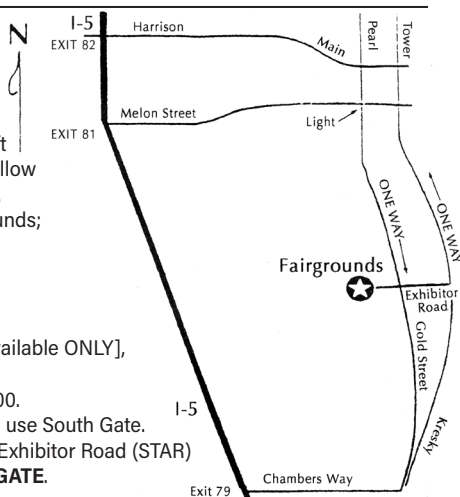 N
I-5
EXIT 82
Harrison
Main
Pearl
Tower
Melon Street
EXIT 81
Light
ft
llow
unds;
ONE WAY
ONE WAY
Fairgrounds
Exhibitor
Road
Gold Street
Kresky
ailable ONLY],
00.
use South Gate.
Exhibitor Road (STAR)
GATE.
I-5
Exit 79
Chambers Way